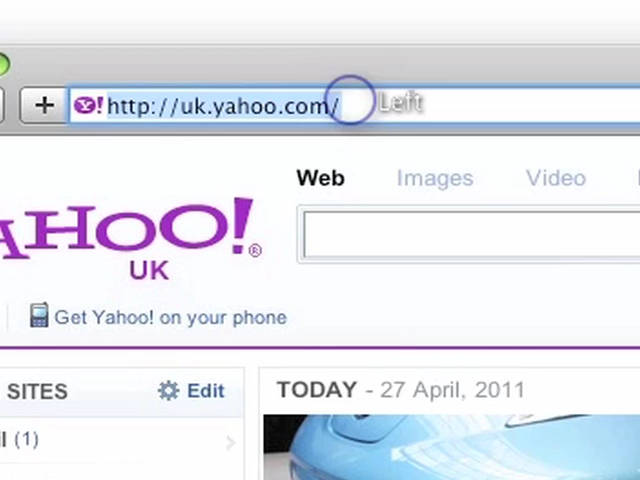 + http://uk.yahoo.com/ Left
Web Images Video
AHOO!®
UK
Get Yahoo! on your phone
SITES Edit
TODAY - 27 April, 2011
(1)